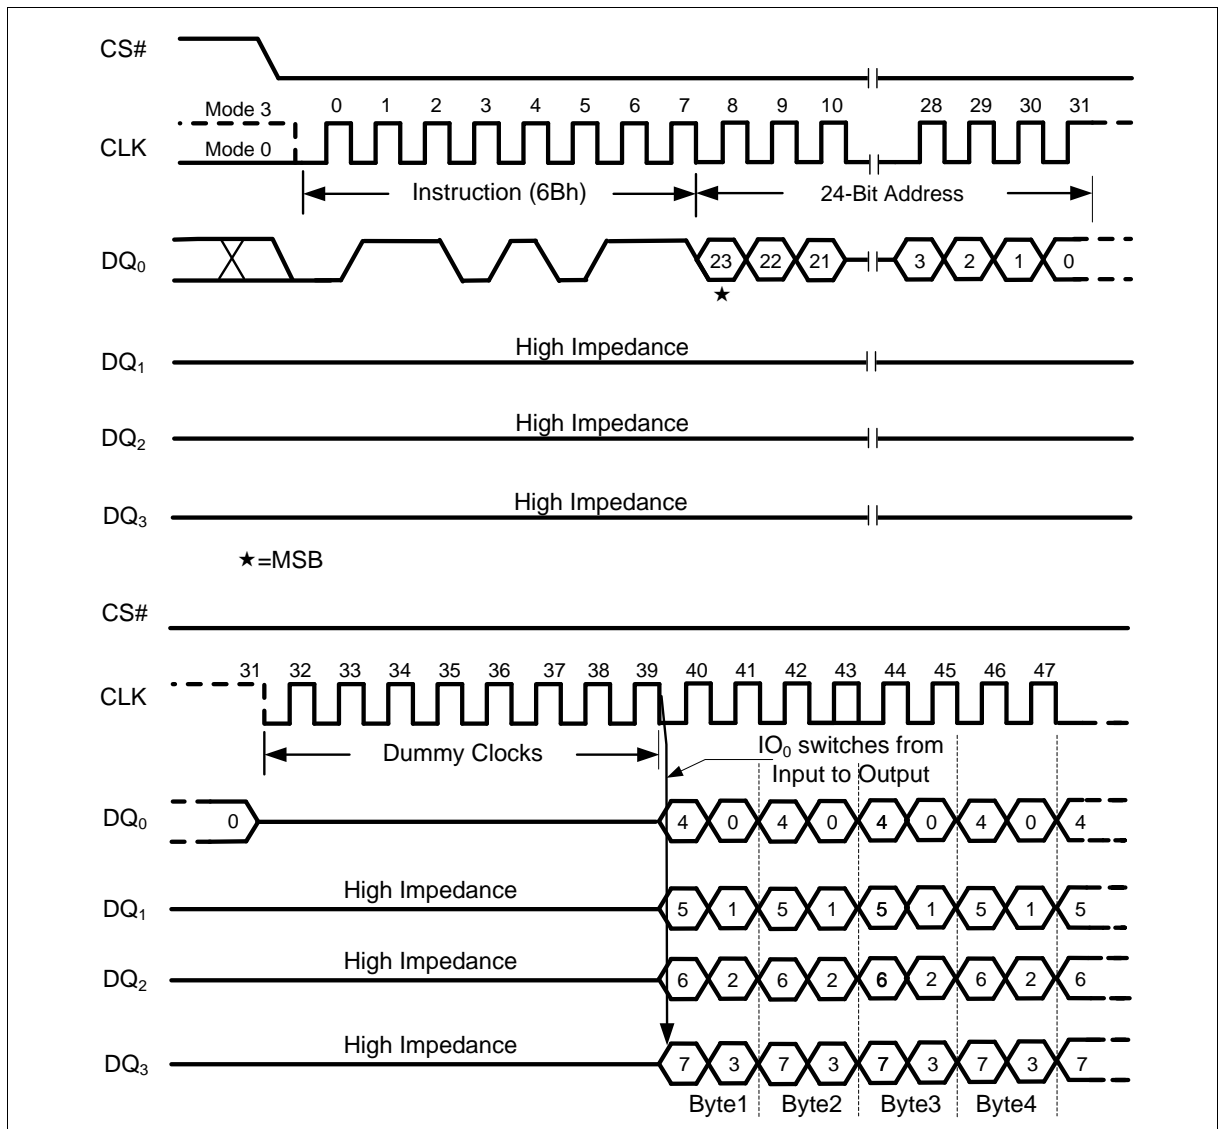 CS#
Mode 3 0 1 2 3 4 5 6 7 8 9 10 28 29 30 31
CLK Mode 0
Instruction (6Bh) 24-Bit Address
DQ0 23 22 21 3 2 1 0
★
High Impedance
DQ1
High Impedance
DQ2
High Impedance
DQ3
★=MSB
CS#
31 32 33 34 35 36 37 38 39 40 41 42 43 44 45 46 47
CLK
Dummy Clocks
IO0 switches from
Input to Output
DQ0 0 4 0 4 0 4 0 4 0 4
High Impedance
DQ1 5 1 5 1 5 1 5 1 5
High Impedance
DQ2 6 2 6 2 6 2 6 2 6
High Impedance
DQ3 7 3 7 3 7 3 7 3 7
Byte1 Byte2 Byte3 Byte4